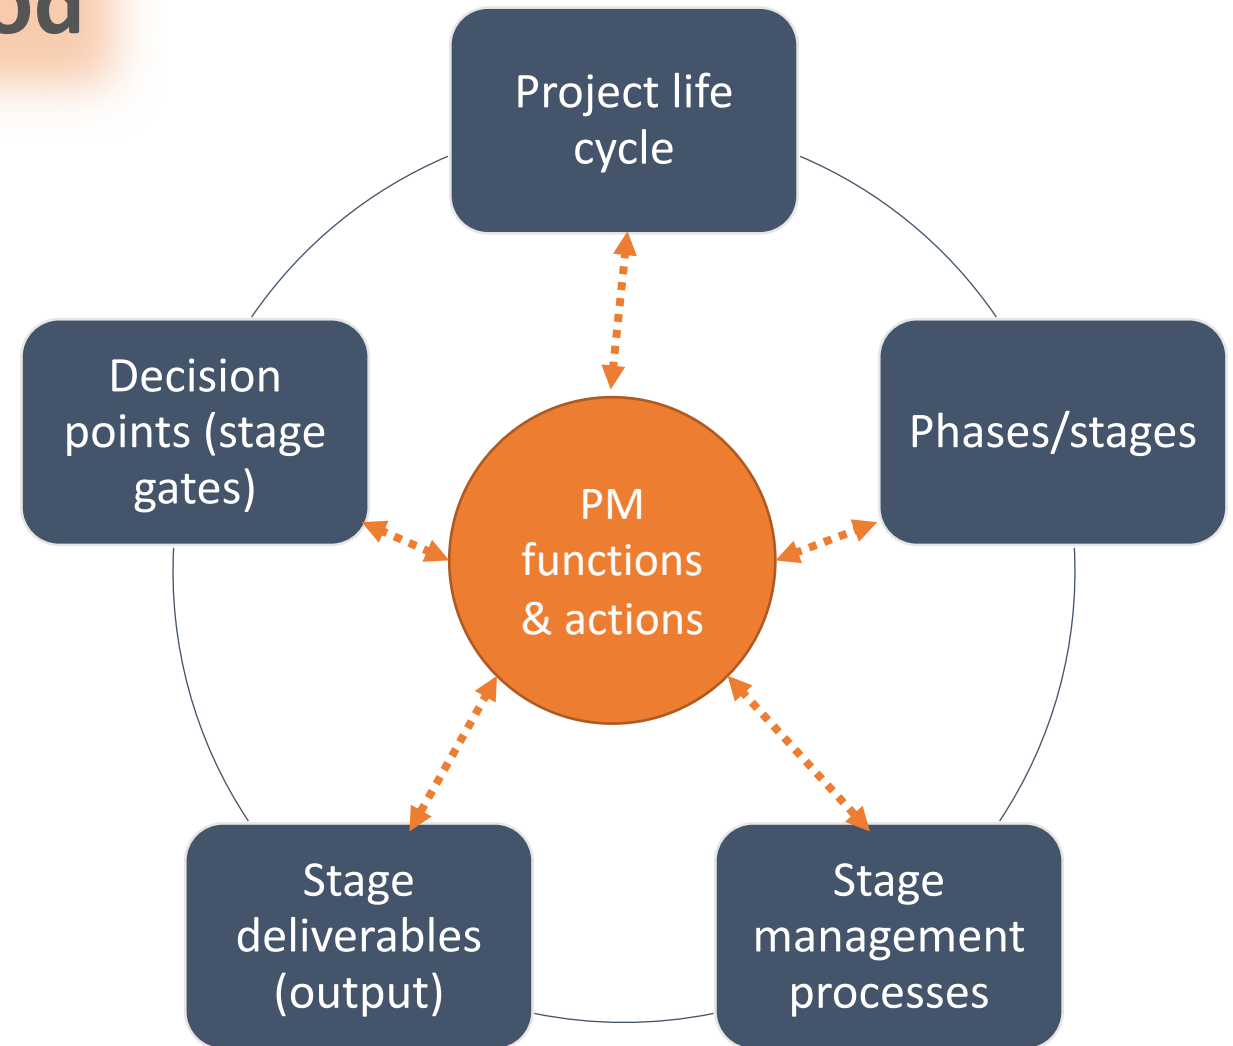 Project life
cycle
Decision
points (stage
gates)
Phases/stages
PM
functions
& actions
Stage
deliverables
(output)
Stage
management
processes